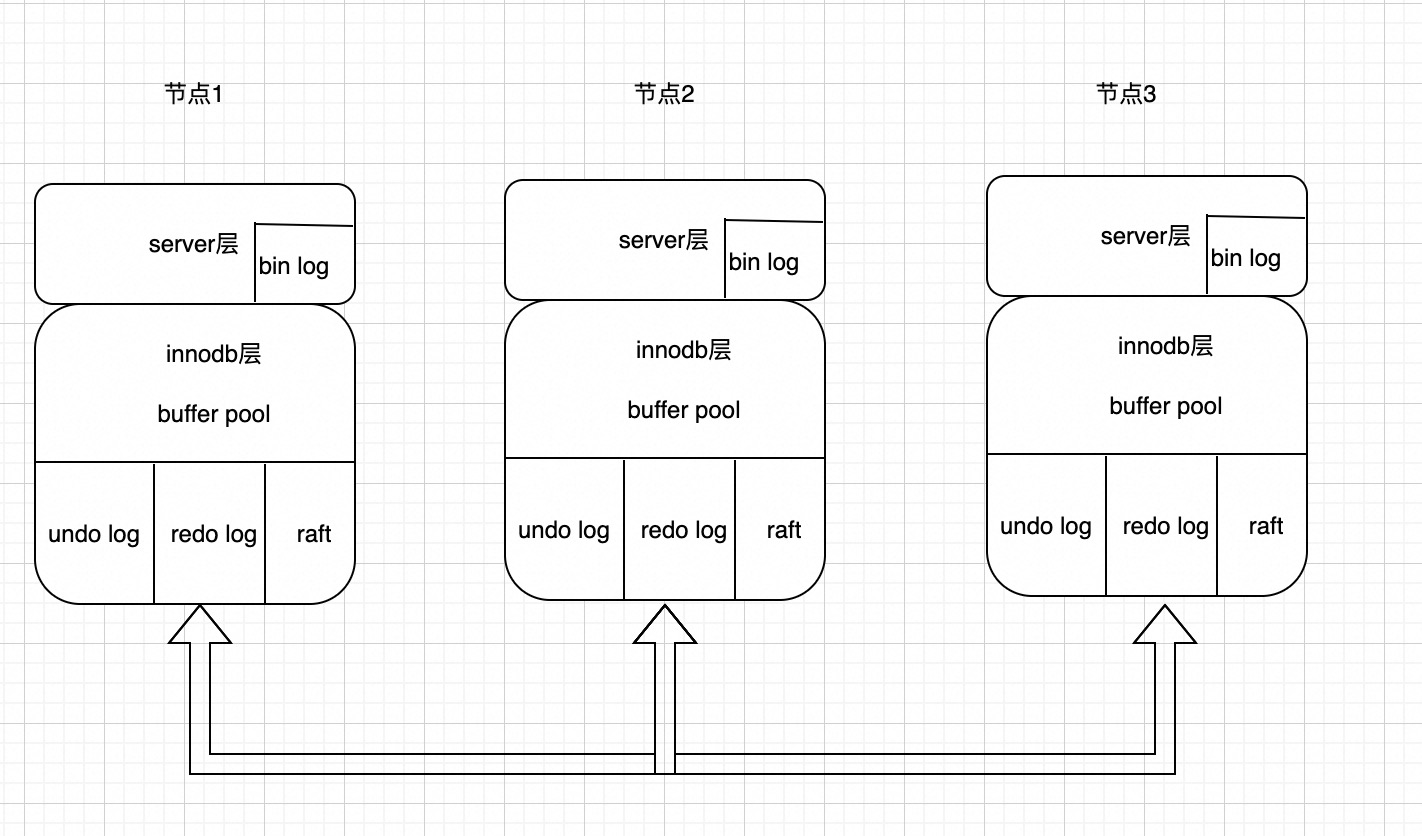 节点1
节点2
节点3
server层
bin log
server层
bin log
server层
bin log
innodb层
buffer pool
innodb层
buffer pool
innodb层
buffer pool
undo log
redo log
raft
undo log
redo log
raft
undo log
redo log
raft